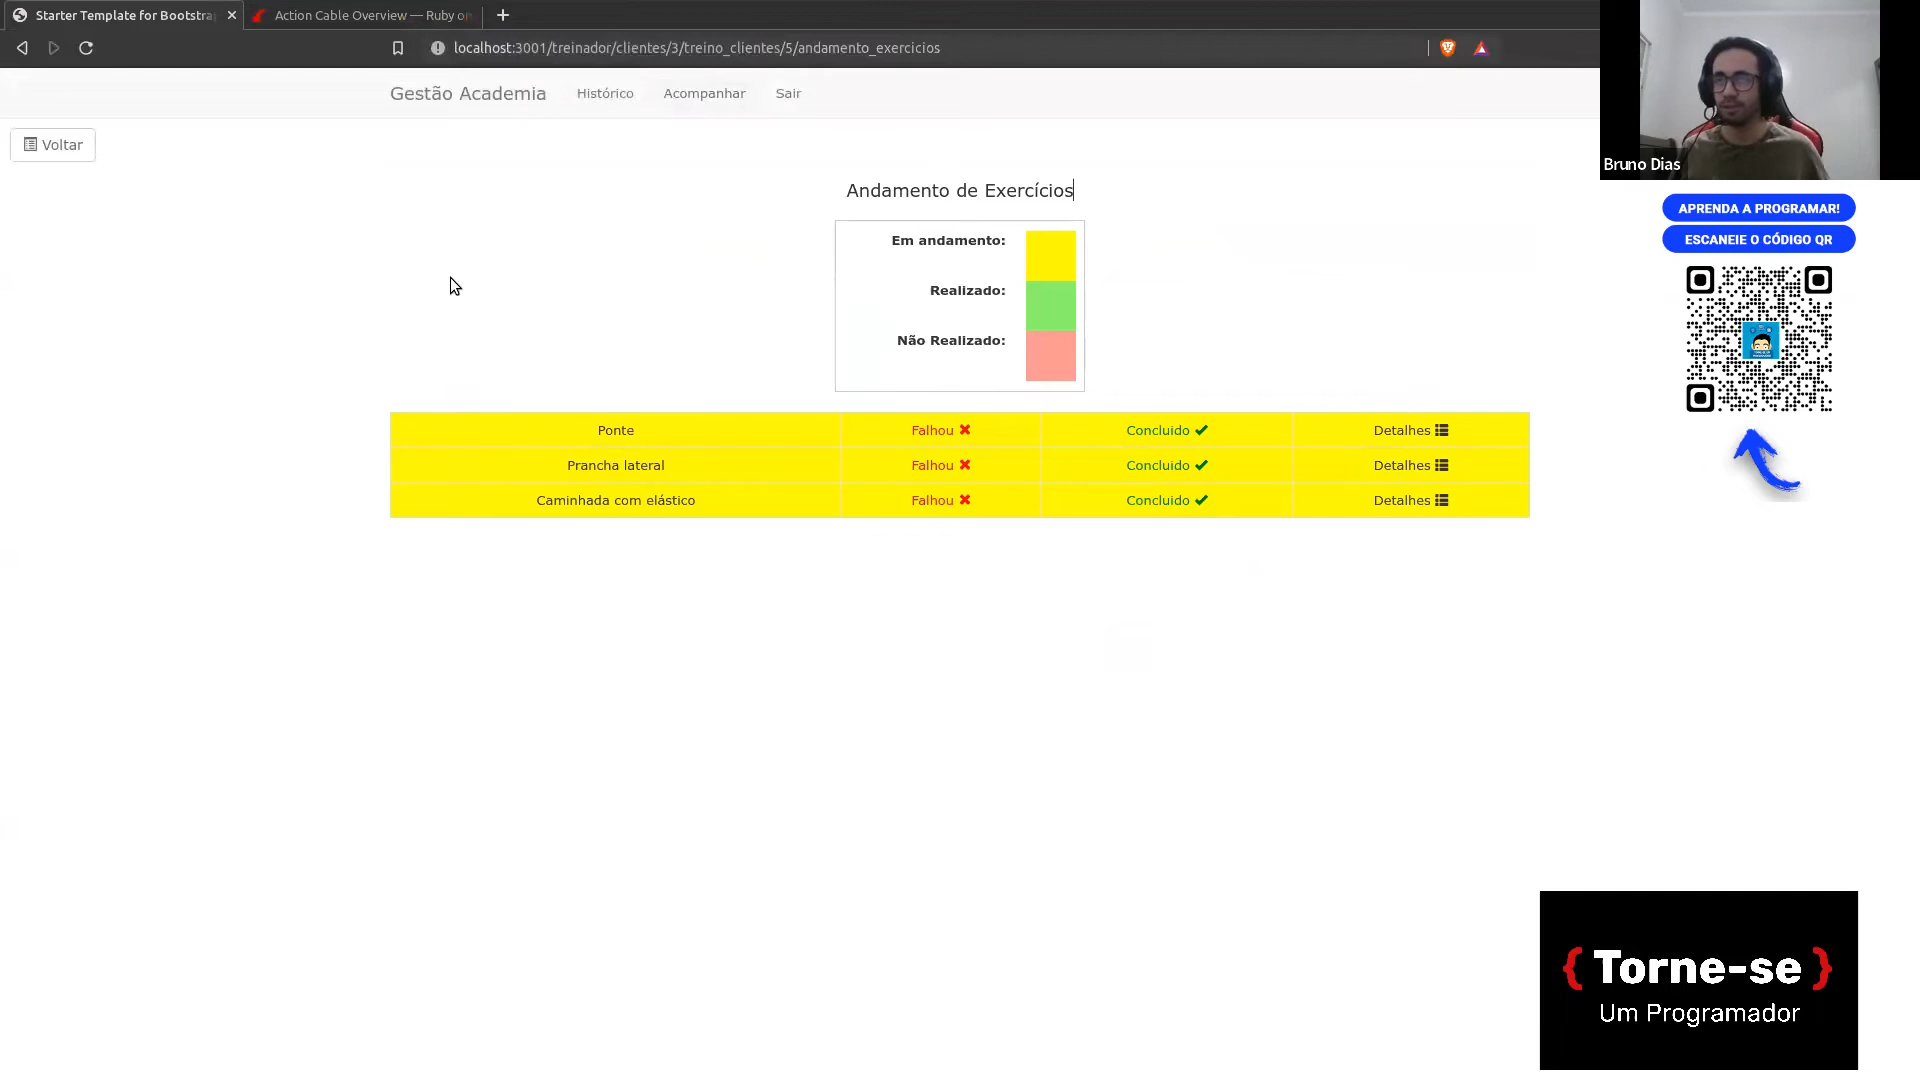 Starter Template for Bootstra
Action Cable Overview — Ruby o
localhost:3001/treinador/clientes/3/treino_clientes/5/andamento_exercicios
Gestão Academia
Histórico
Acompanhar
Sair
Voltar
Bruno Dias
Andamento de Exercícios
APRENDA A PROGRAMAR!
ESCANEIE O CÓDIGO QR
Em andamento:
Realizado:
Não Realizado:
Ponte Falhou Concluido Detalhes
Prancha lateral Falhou Concluido Detalhes
Caminhada com elástico Falhou Concluido Detalhes
{ Torne-se }
Um Programador